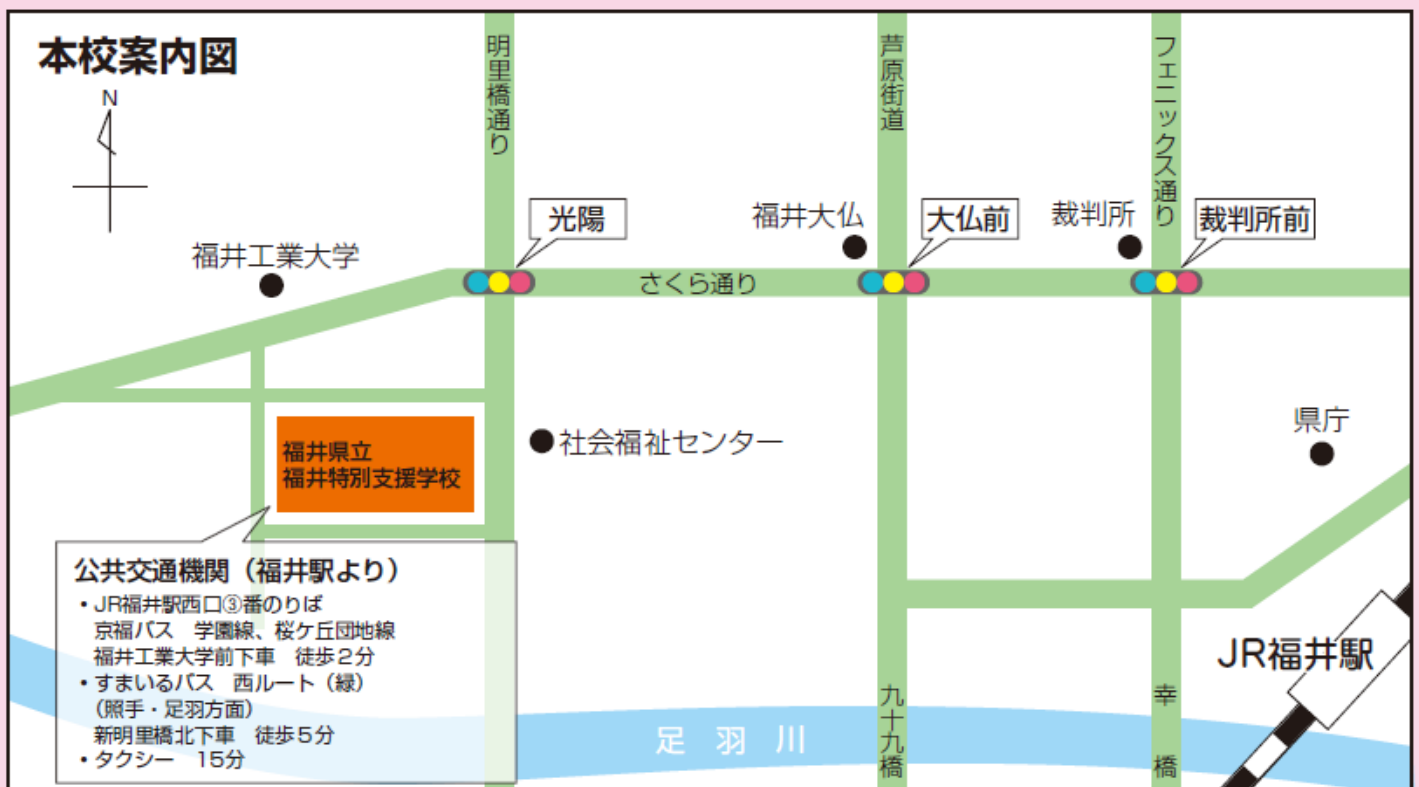 本校案内図
N
明里橋通り
芦原街道
フェニックス通り
光陽
福井大仏
大仏前
裁判所
裁判所前
福井工業大学
さくら通り
福井県立
福井特別支援学校
社会福祉センター
県庁
公共交通機関（福井駅より）
・JR福井駅西口③番のりば
京福バス　学園線、桜ケ丘団地線
福井工業大学前下車　徒歩２分
・すまいるバス　西ルート（緑）
（照手・足羽方面）
新明里橋北下車　徒歩５分
・タクシー　15分
JR福井駅
足羽川
九十九橋
幸橋